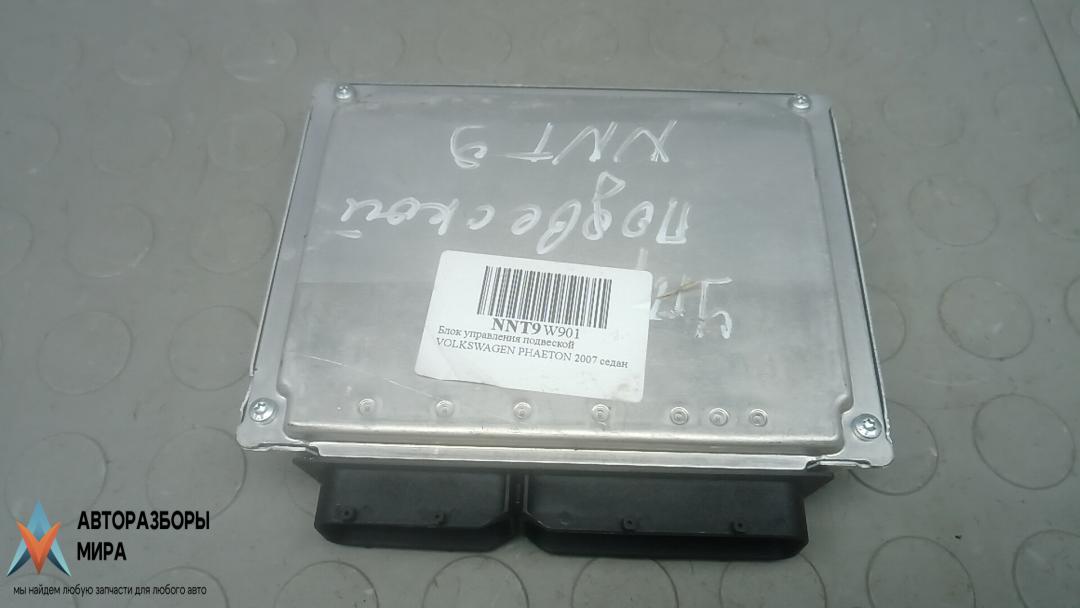 NNT9
подвеской
упр
NNT9 W901
Блок управления подвеской
VOLKSWAGEN PHAETON 2007 седан
АВТОРАЗБОРЫ
МИРА
мы найдем любую запчасти для любого авто